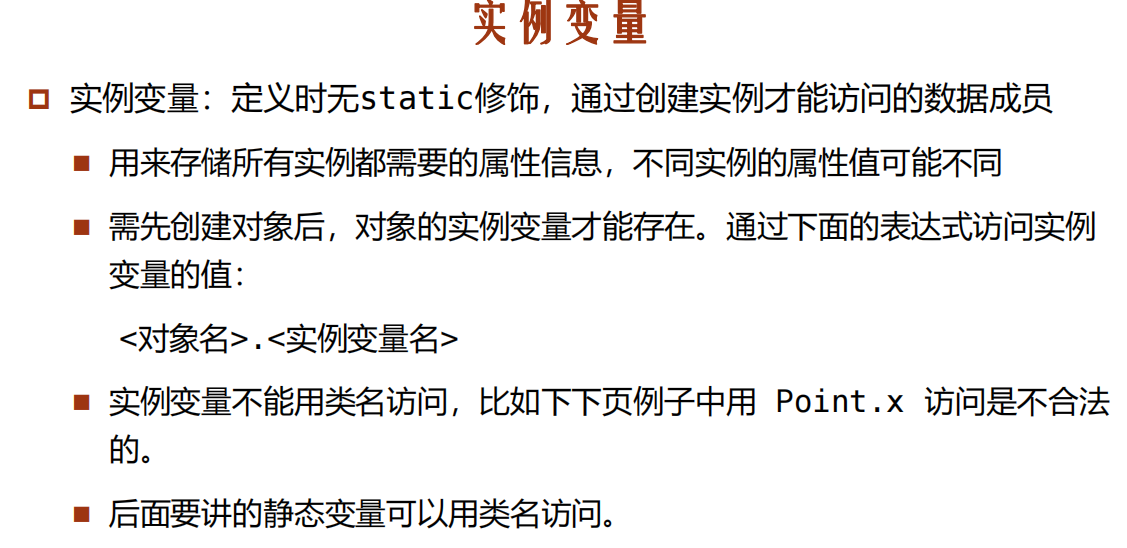 实例变量
实例变量：定义时无static修饰，通过创建实例才能访问的数据成员
用来存储所有实例都需要的属性信息，不同实例的属性值可能不同
需先创建对象后，对象的实例变量才能存在。通过下面的表达式访问实例
变量的值：
<对象名>.<实例变量名>
实例变量不能用类名访问，比如下下页例子中用 Point.x 访问是不合法
的。
后面要讲的静态变量可以用类名访问。